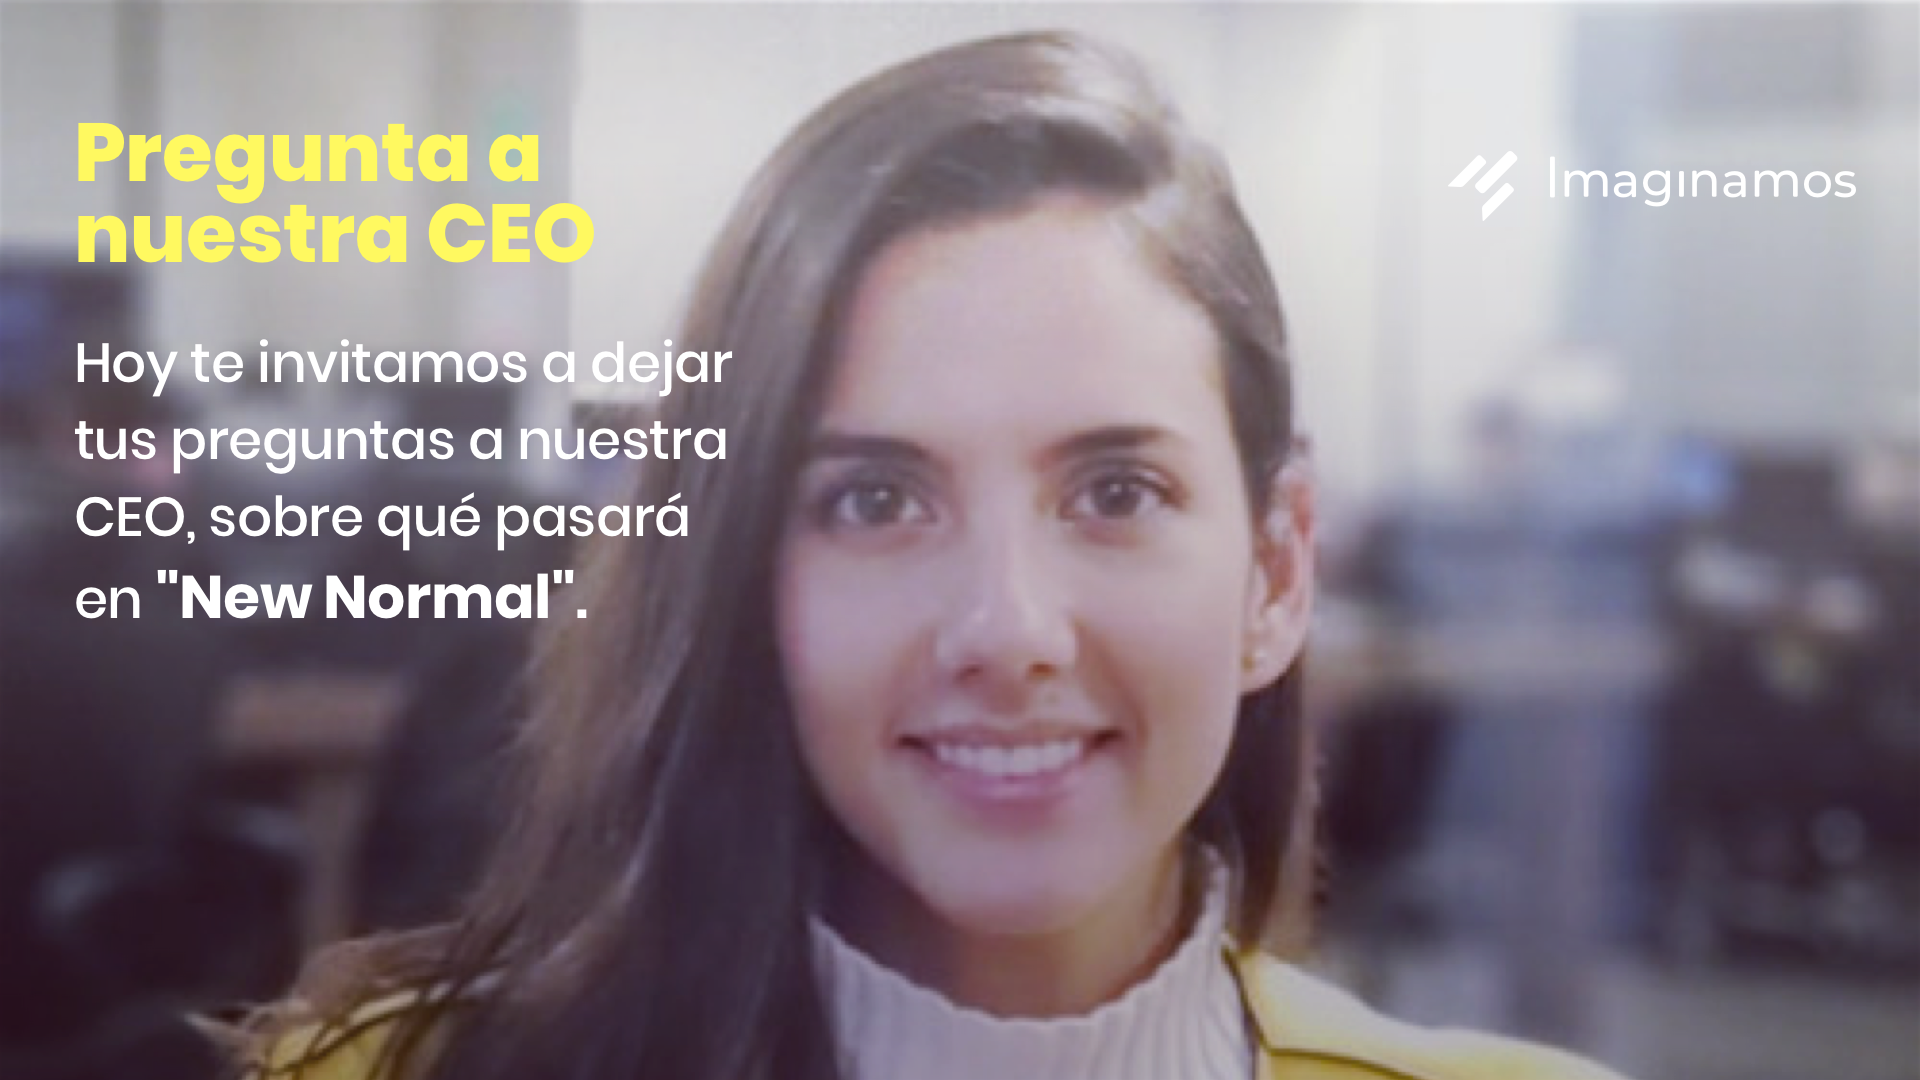 Pregunta a
nuestra CEO
Imaginamos
Hoy te invitamos a dejar
tus preguntas a nuestra
CEO, sobre qué pasará
en "New Normal".